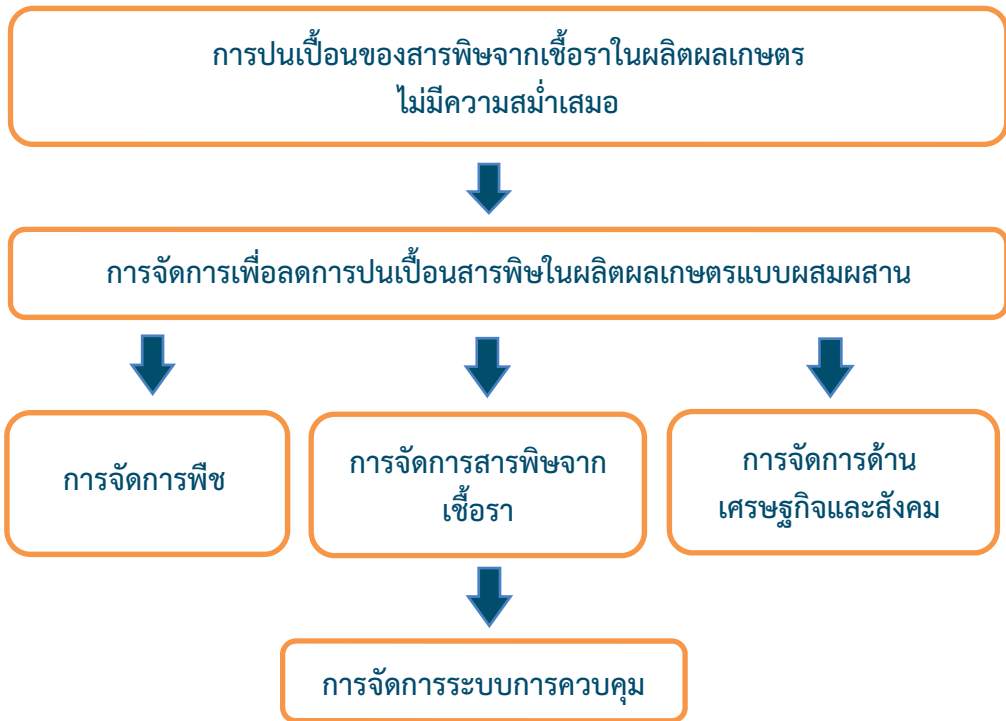 การปนเปื้อนของสารพิษจากเชื้อราในผลิตผลเกษตร
ไม่มีความสม่ำเสมอ
การจัดการเพื่อลดการปนเปื้อนสารพิษในผลิตผลเกษตรแบบผสมผสาน
การจัดการพืช
การจัดการสารพิษจาก
เชื้อรา
การจัดการด้าน
เศรษฐกิจและสังคม
การจัดการระบบการควบคุม